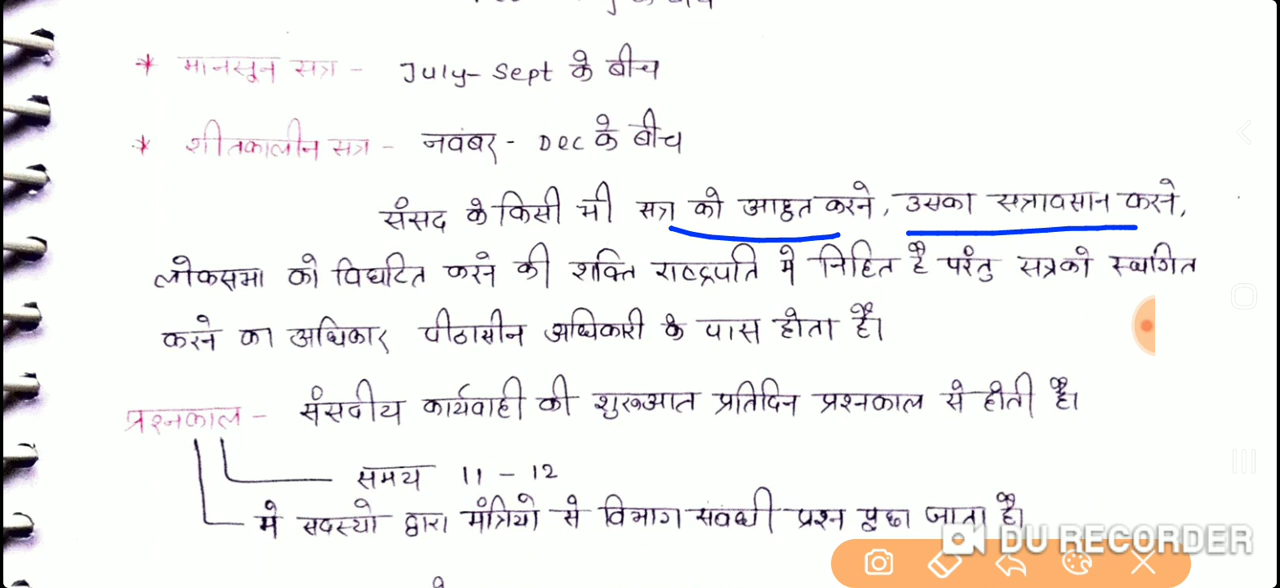 * मानसून सत्र - July - Sept के बीच
* शीतकालीन सत्र - नवंबर - Dec के बीच
संसद के किसी भी सत्र को आहुत करने, उसका सत्रावसान करने,
लोकसभा को विघटित करने की शक्ति राष्ट्रपति मे निहित है परंतु सत्र को स्थगित
करने का अधिकार पीठासीन अधिकारी के पास होता है।
प्रश्नकाल - संसदीय कार्यवाही की शुरुआत प्रतिदिन प्रश्नकाल से होती है।
समय 11 - 12
मे सदस्यो द्वारा मंत्रियो से विभाग संबंधी प्रश्न पुछा जाता है।
DU RECORDER